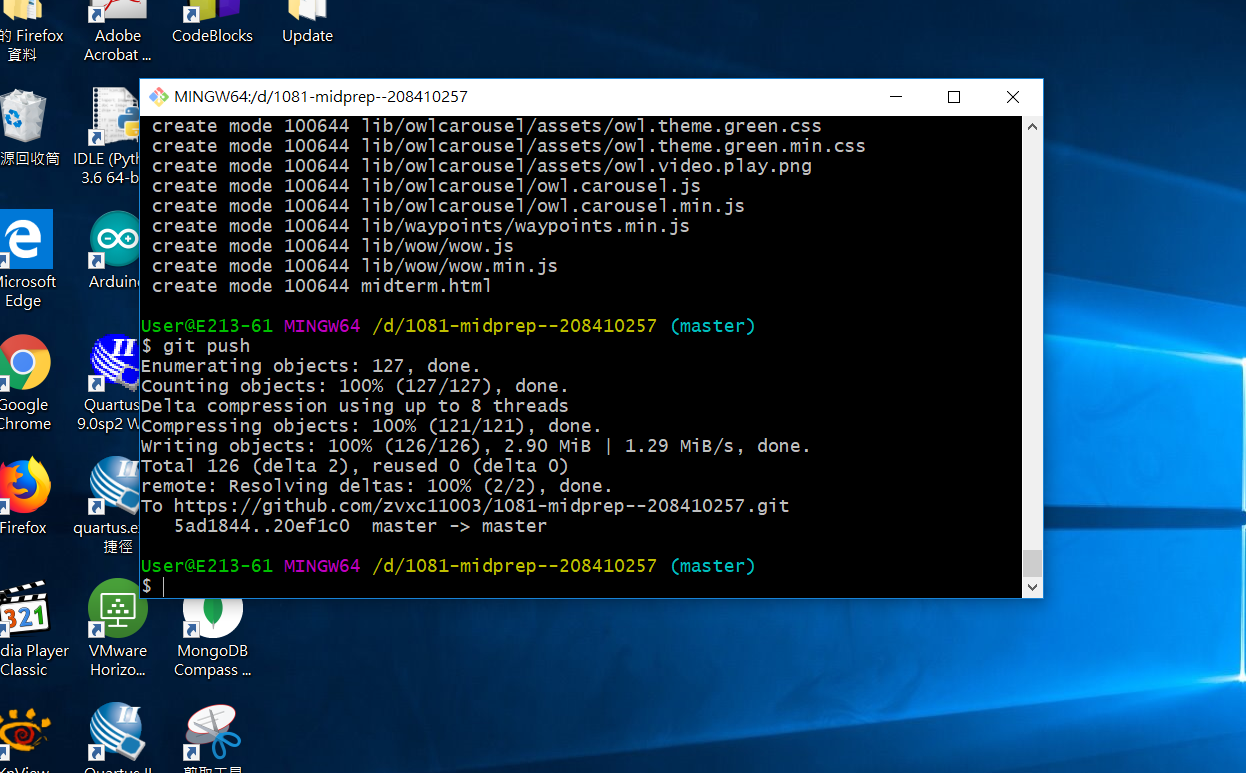 的 Firefox
資料
Adobe
Acrobat ...
CodeBlocks
Update
源回收筒
IDLE (Pyth
3.6 64-b
Microsoft
Edge
Arduin
Google
Chrome
Quartus
9.0sp2 W
Firefox
quartus.e
捷徑
dia Player
Classic
VMware
Horizo...
MongoDB
Compass ...
XnView
Quartus II
剪取工具
MINGW64:/d/1081-midprep--208410257
create mode 100644 lib/owlcarousel/assets/owl.theme.green.css
create mode 100644 lib/owlcarousel/assets/owl.theme.green.min.css
create mode 100644 lib/owlcarousel/assets/owl.video.play.png
create mode 100644 lib/owlcarousel/owl.carousel.js
create mode 100644 lib/owlcarousel/owl.carousel.min.js
create mode 100644 lib/waypoints/waypoints.min.js
create mode 100644 lib/wow/wow.js
create mode 100644 lib/wow/wow.min.js
create mode 100644 midterm.html
User@E213-61 MINGW64 /d/1081-midprep--208410257 (master)
$ git push
Enumerating objects: 127, done.
Counting objects: 100% (127/127), done.
Delta compression using up to 8 threads
Compressing objects: 100% (121/121), done.
Writing objects: 100% (126/126), 2.90 MiB | 1.29 MiB/s, done.
Total 126 (delta 2), reused 0 (delta 0)
remote: Resolving deltas: 100% (2/2), done.
To https://github.com/zvxc11003/1081-midprep--208410257.git
5ad1844..20ef1c0 master -> master
User@E213-61 MINGW64 /d/1081-midprep--208410257 (master)
$